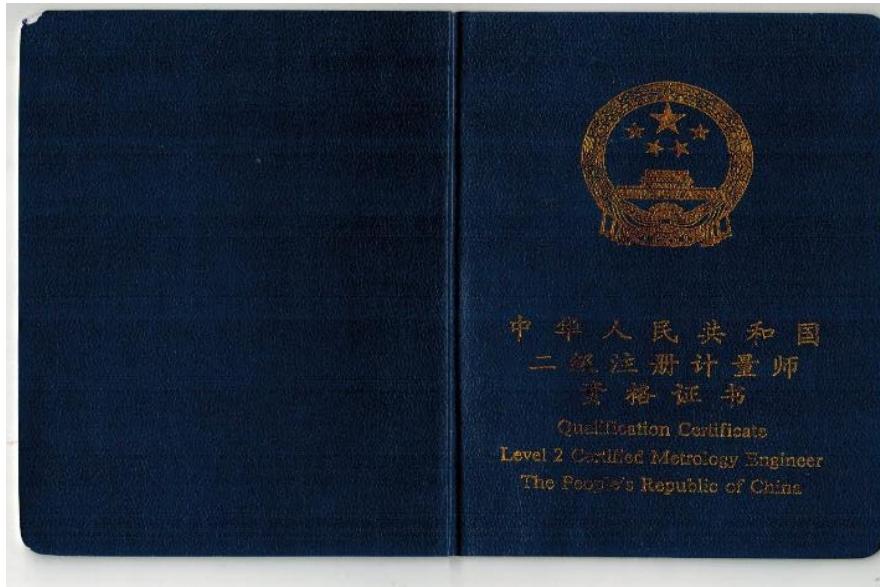 中华人民共和国
二级注册计量师
资格证书
Qualification Certificate
Level 2 Certified Metrology Engineer
The People's Republic of China